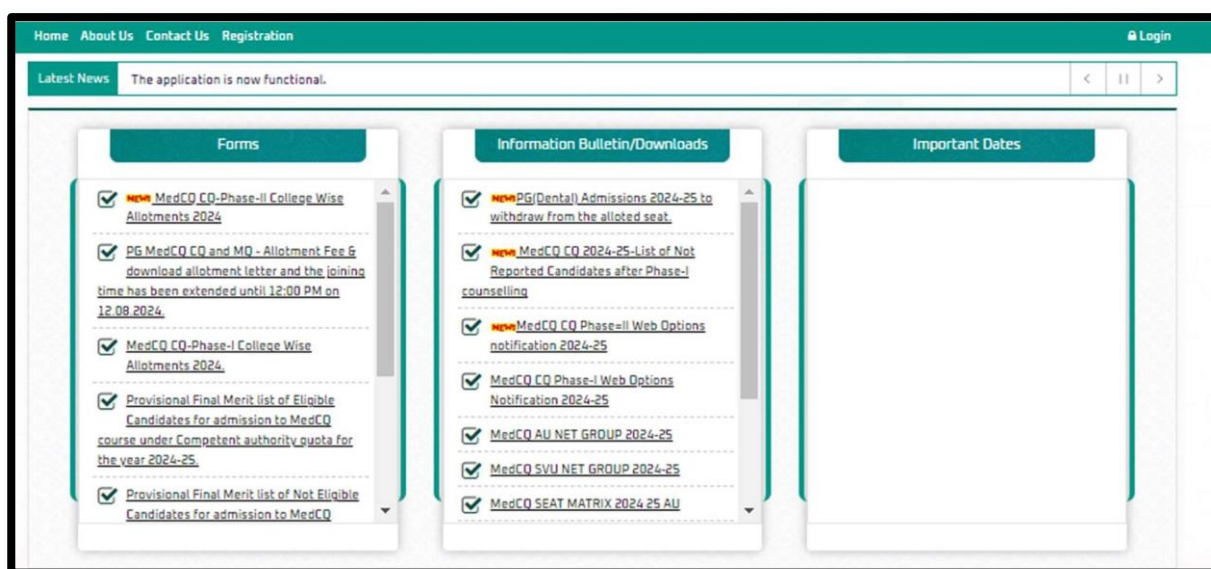 Home About Us Contact Us Registration Login
Latest News The application is now functional.
Forms
NEW! MedCQ CQ-Phase-II College Wise
Allotments 2024
PG MedCQ CQ and MQ - Allotment Fee &
download allotment letter and the joining
time has been extended until 12:00 PM on
12.08.2024.
MedCQ CQ-Phase-I College Wise
Allotments 2024.
Provisional Final Merit list of Eligible
Candidates for admission to MedCQ
course under Competent authority quota for
the year 2024-25.
Provisional Final Merit list of Not Eligible
Candidates for admission to MedCQ
Information Bulletin/Downloads
NEW! PG(Dental) Admissions 2024-25 to
withdraw from the alloted seat.
NEW! MedCQ CQ 2024-25-List of Not
Reported Candidates after Phase-I
counselling
NEW! MedCQ CQ Phase=II Web Options
notification 2024-25
MedCQ CQ Phase-I Web Options
Notification 2024-25
MedCQ AU NET GROUP 2024-25
MedCQ SVU NET GROUP 2024-25
MedCQ SEAT MATRIX 2024 25 AU
Important Dates